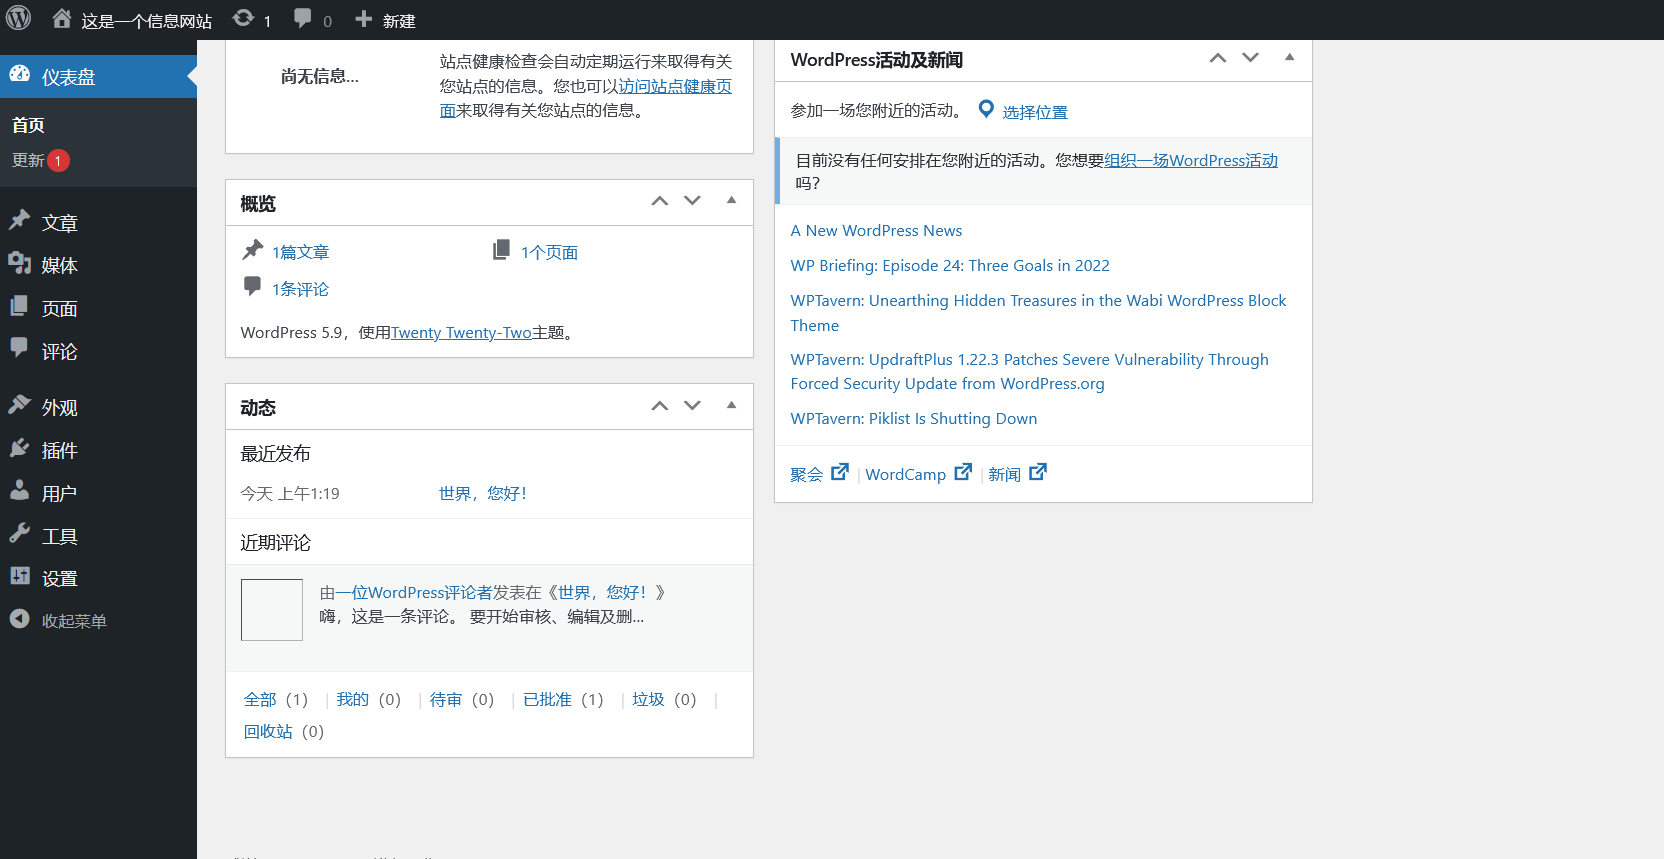 这是一个信息网站 1 0 新建
仪表盘
首页
更新 1
文章
媒体
页面
评论
外观
插件
用户
工具
设置
收起菜单
尚无信息...
站点健康检查会自动定期运行来取得有关
您站点的信息。您也可以访问站点健康页
面来取得有关您站点的信息。
概览
1篇文章 1个页面
1条评论
WordPress 5.9，使用Twenty Twenty-Two主题。
动态
最近发布
今天 上午1:19 世界，您好！
近期评论
由一位WordPress评论者发表在《世界，您好！》
嗨，这是一条评论。 要开始审核、编辑及删...
全部（1） | 我的（0） | 待审（0） | 已批准（1） | 垃圾（0） |
回收站（0）
WordPress活动及新闻
参加一场您附近的活动。 选择位置
目前没有任何安排在您附近的活动。您想要组织一场WordPress活动
吗？
A New WordPress News
WP Briefing: Episode 24: Three Goals in 2022
WPTavern: Unearthing Hidden Treasures in the Wabi WordPress Block
Theme
WPTavern: UpdraftPlus 1.22.3 Patches Severe Vulnerability Through
Forced Security Update from WordPress.org
WPTavern: Piklist Is Shutting Down
聚会 | WordCamp | 新闻